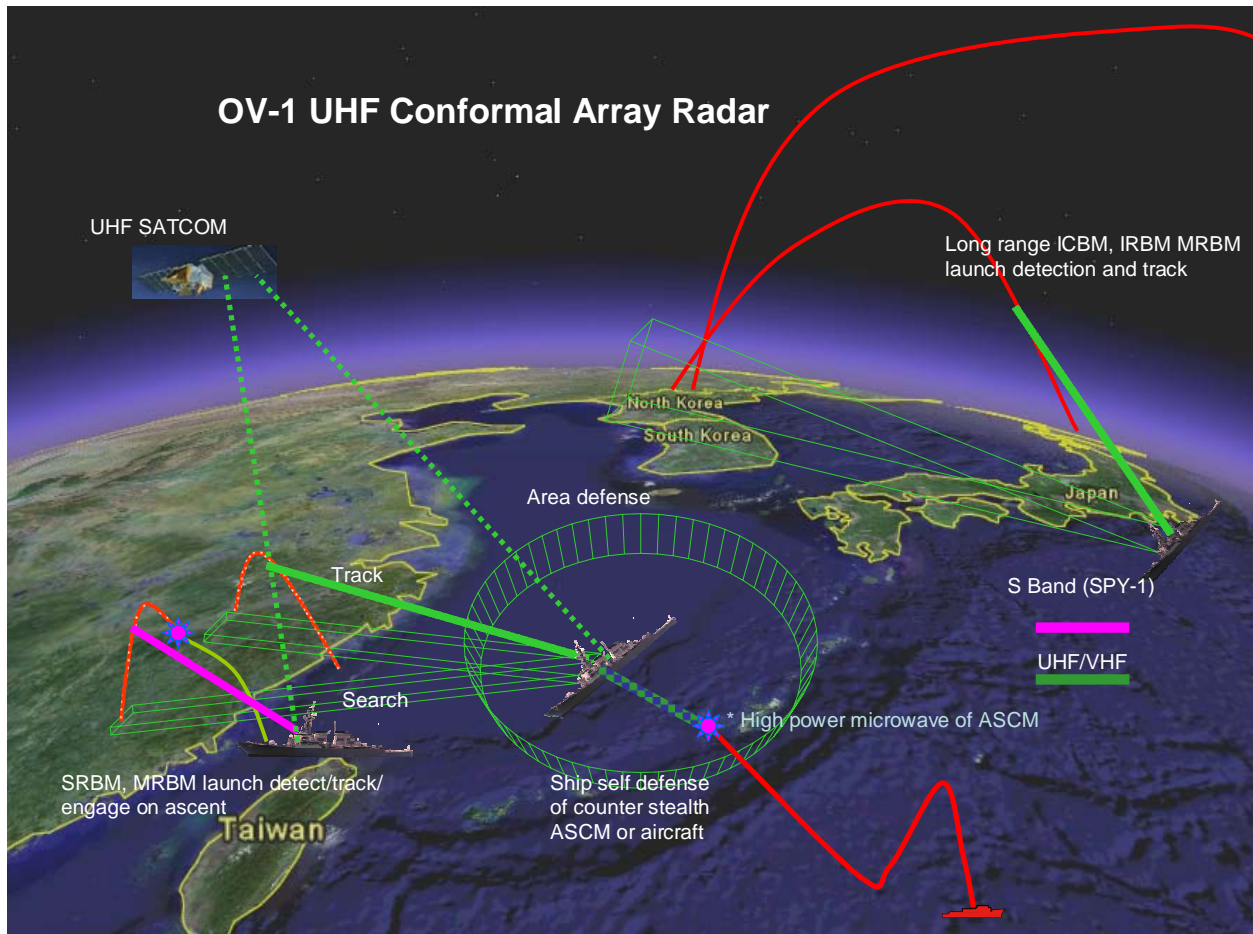 OV-1 UHF Conformal Array Radar
UHF SATCOM
Long range ICBM, IRBM MRBM
launch detection and track
North Korea
South Korea
Japan
Area defense
Track
S Band (SPY-1)
UHF/VHF
Search
* High power microwave of ASCM
SRBM, MRBM launch detect/track/
engage on ascent
Ship self defense
of counter stealth
ASCM or aircraft
Taiwan